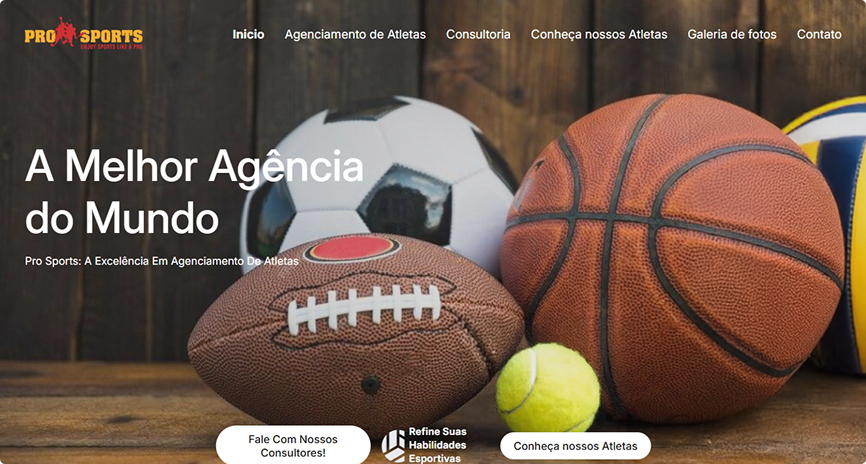 PRO SPORTS
ENJOY SPORTS LIKE A PRO
Inicio
Agenciamento de Atletas
Consultoria
Conheça nossos Atletas
Galeria de fotos
Contato
A Melhor Agência
do Mundo
Pro Sports: A Excelência Em Agenciamento De Atletas
Fale Com Nossos
Consultores!
Refine Suas
Habilidades
Esportivas
Conheça nossos Atletas